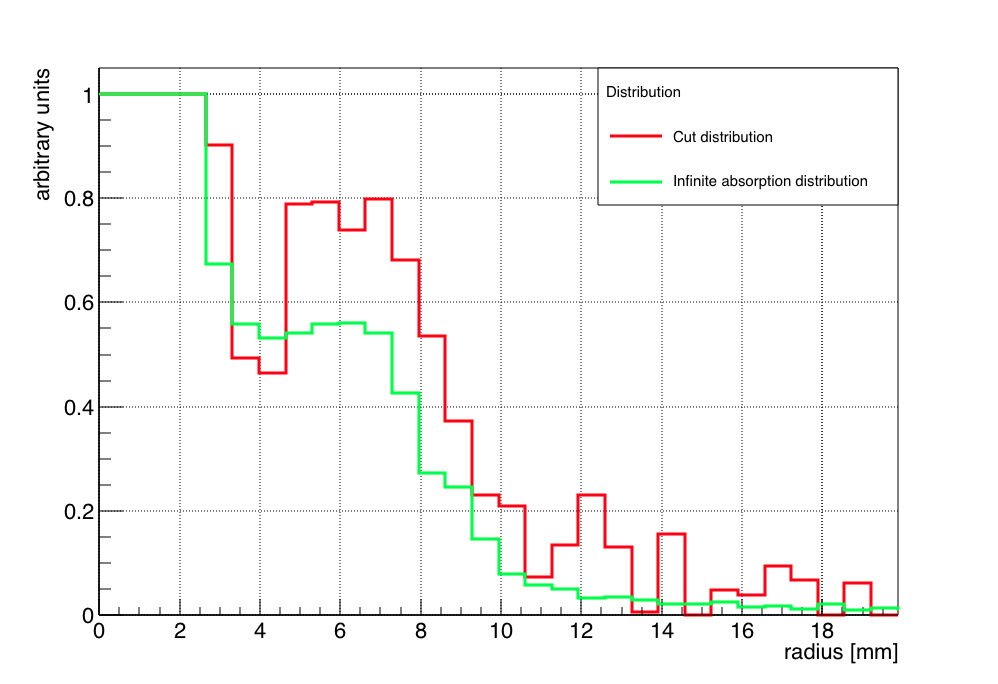 arbitrary units
1
0.8
0.6
0.4
0.2
0
0 2 4 6 8 10 12 14 16 18
radius [mm]
Distribution
Cut distribution
Infinite absorption distribution